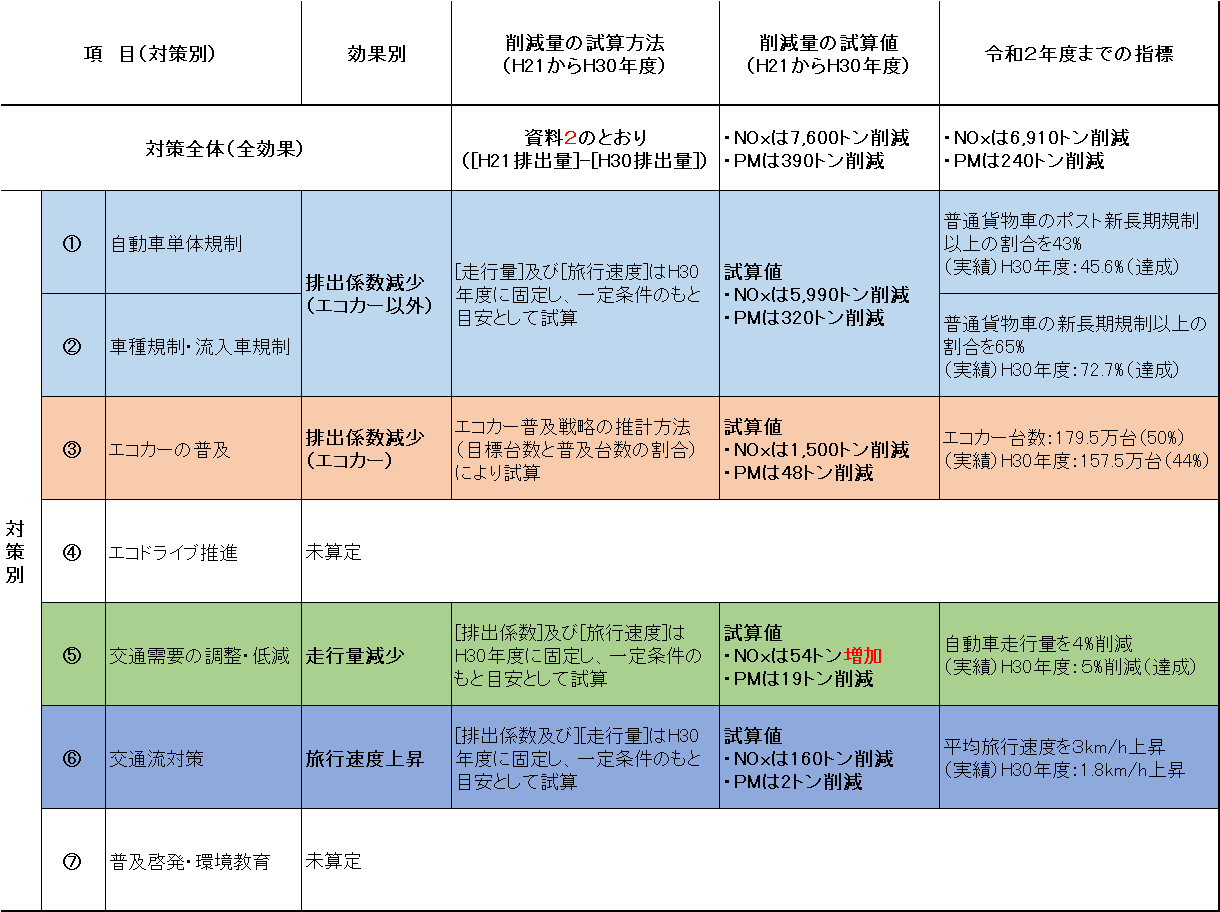 項　目（対策別）
効果別
削減量の試算方法
（H21からH30年度）
削減量の試算値
（H21からH30年度）
令和２年度までの指標
対策全体（全効果）
資料２のとおり
（[H21排出量]−[H30排出量]）
・NOxは7,600トン削減
・PMは390トン削減
・NOxは6,910トン削減
・PMは240トン削減
対策別
①
自動車単体規制
排出係数減少
（エコカー以外）
[走行量]及び[旅行速度]はH30
年度に固定し、一定条件のもと
目安として試算
試算値
・NOxは5,990トン削減
・PMは320トン削減
普通貨物車のポスト新長期規制
以上の割合を43%
（実績）H30年度：45.6%（達成）
②
車種規制・流入車規制
普通貨物車の新長期規制以上の
割合を65%
（実績）H30年度：72.7%（達成）
③
エコカーの普及
排出係数減少
（エコカー）
エコカー普及戦略の推計方法
（目標台数と普及台数の割合）
により試算
試算値
・NOxは1,500トン削減
・PMは48トン削減
エコカー台数：179.5万台（50%）
（実績）H30年度：157.5万台（44%）
④
エコドライブ推進
未算定
⑤
交通需要の調整・低減
走行量減少
[排出係数]及び[旅行速度]は
H30年度に固定し、一定条件の
もと目安として試算
試算値
・NOxは54トン増加
・PMは19トン削減
自動車走行量を4%削減
（実績）H30年度：５%削減（達成）
⑥
交通流対策
旅行速度上昇
[排出係数及び][走行量]はH30
年度に固定し、一定条件のもと
目安として試算
試算値
・NOxは160トン削減
・PMは2トン削減
平均旅行速度を３km/h上昇
（実績）H30年度：1.8km/h上昇
⑦
普及啓発・環境教育
未算定